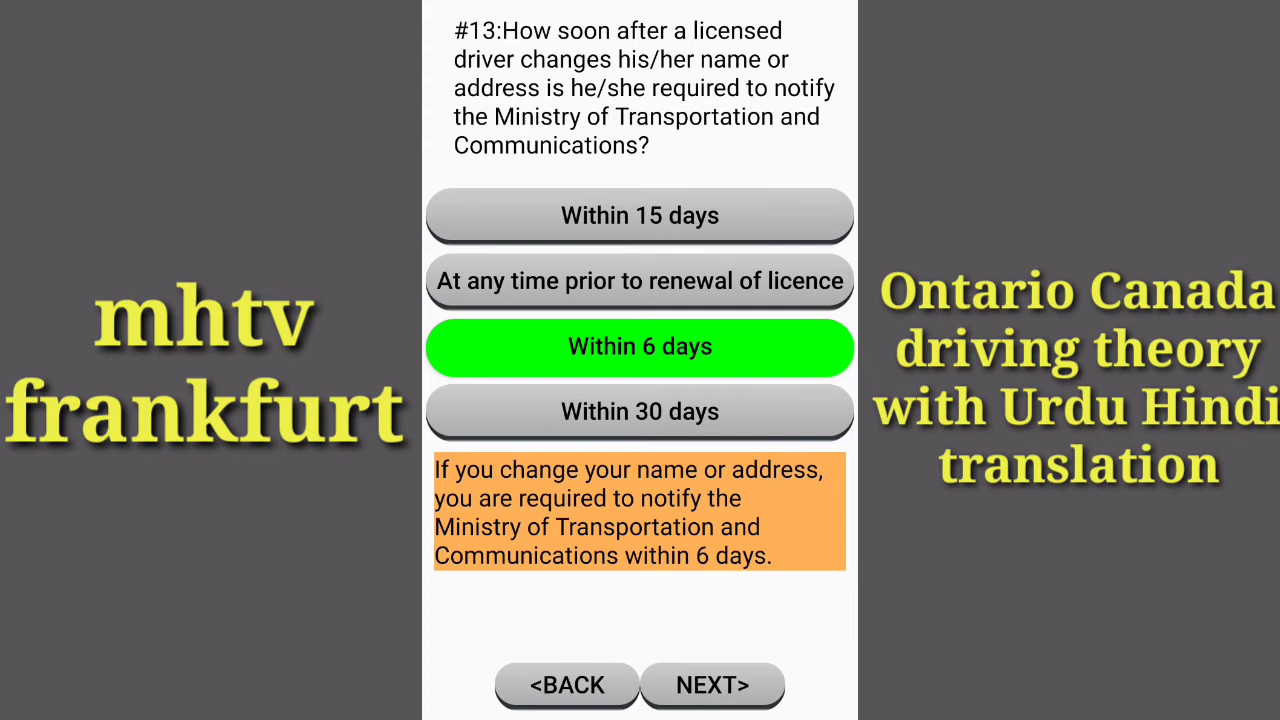 #13:How soon after a licensed
driver changes his/her name or
address is he/she required to notify
the Ministry of Transportation and
Communications?
Within 15 days
At any time prior to renewal of licence
Within 6 days
Within 30 days
If you change your name or address,
you are required to notify the
Ministry of Transportation and
Communications within 6 days.
<BACK
NEXT>
mhtv
frankfurt
Ontario Canada
driving theory
with Urdu Hindi
translation